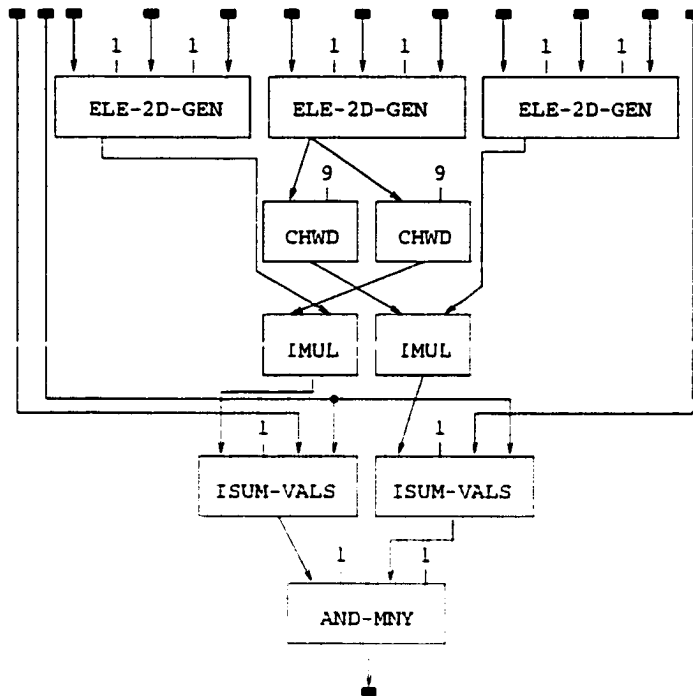 1 1 1 1 1 1
ELE-2D-GEN ELE-2D-GEN ELE-2D-GEN
9 9
CHWD CHWD
IMUL IMUL
1 1
ISUM-VALS ISUM-VALS
1 1
AND-MNY